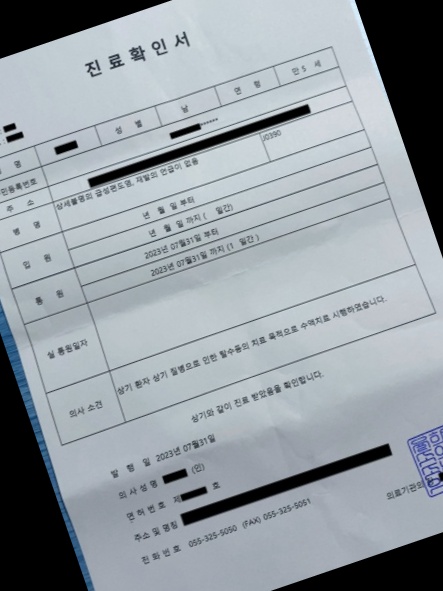 진료확인서
명 성 별 남 연 령 만 5 세
민등록번호 ******
주 소
병 명 상세불명의 급성편도염, 재발의 언급이 없음 J0390
입 원 년 월 일 부터
년 월 일 까지 ( 일간)
통 원 2023년 07월31일 부터
2023년 07월31일 까지 (1 일간 )
실 통원일자
의사 소견 상기 환자 상기 질병으로 인한 탈수등의 치료 목적으로 수액치료 시행하였습니다.
상기와 같이 진료 받았음을 확인합니다.
발 행 일 2023년 07월31일
의 사 성 명 (인)
면 허 번 호 제 호
주소 및 명칭 의료기관의
전 화 번 호 055-325-5050 (FAX) 055-325-5051